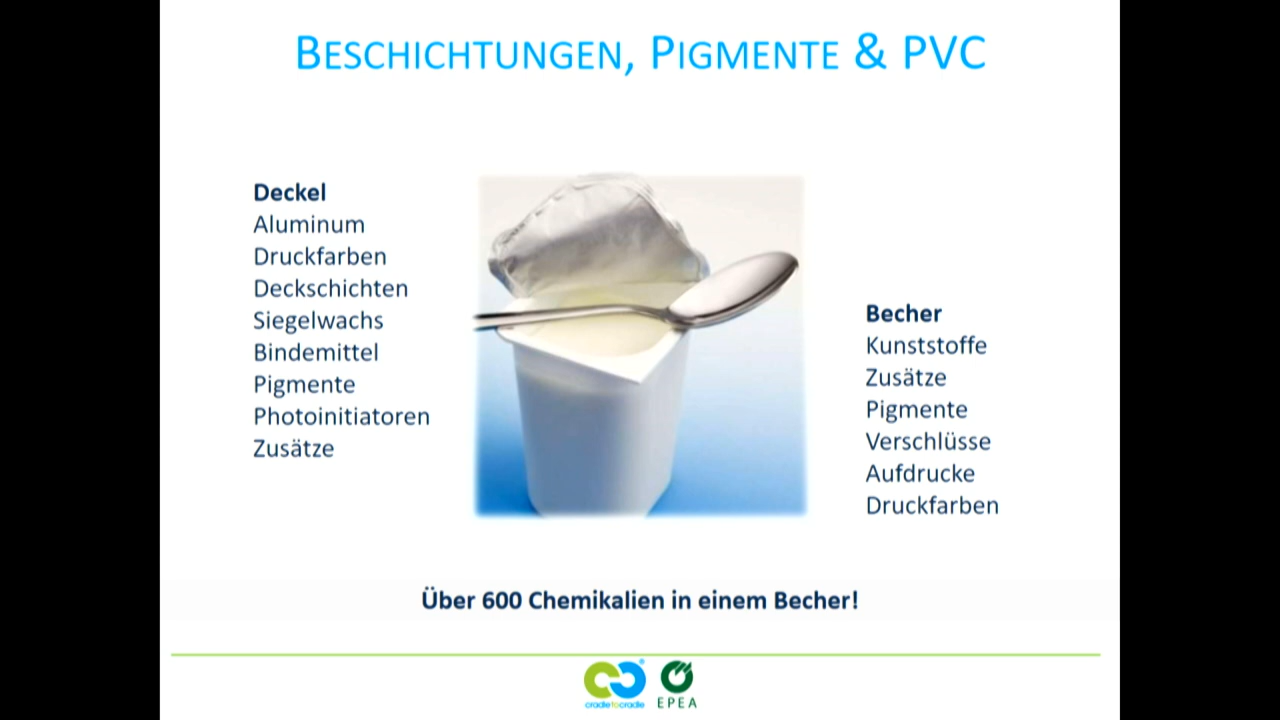 BESCHICHTUNGEN, PIGMENTE & PVC
Deckel
Aluminum
Druckfarben
Deckschichten
Siegelwachs
Bindemittel
Pigmente
Photoinitiatoren
Zusätze
Becher
Kunststoffe
Zusätze
Pigmente
Verschlüsse
Aufdrucke
Druckfarben
Über 600 Chemikalien in einem Becher!
cradletocradle
EPEA